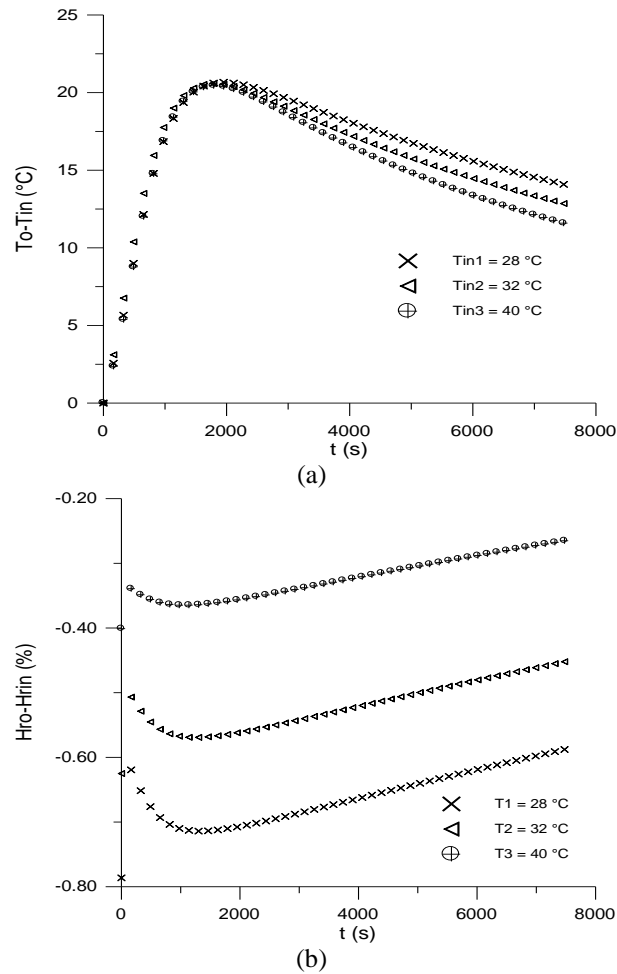 25
20
15
10
5
0
To-Tin (°C)
Tin1 = 28 °C
Tin2 = 32 °C
Tin3 = 40 °C
0 2000 4000 6000 8000
t (s)
(a)
-0.20
-0.40
-0.60
-0.80
Hro-Hrin (%)
T1 = 28 °C
T2 = 32 °C
T3 = 40 °C
0 2000 4000 6000 8000
t (s)
(b)